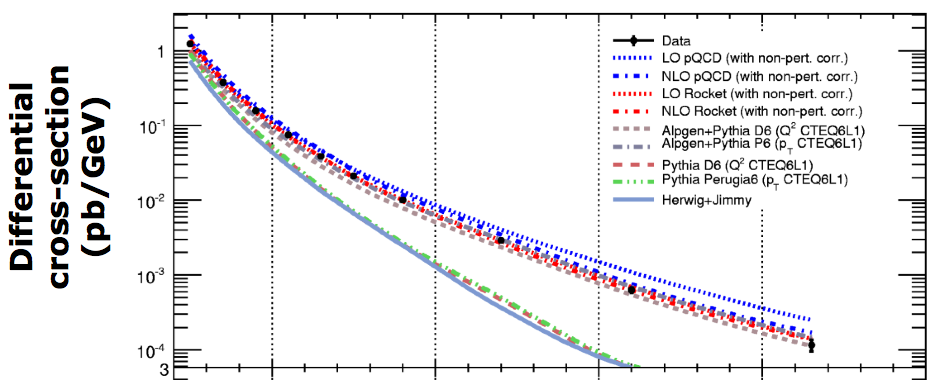 Differential
cross-section
(pb/GeV)
1
10⁻¹
10⁻²
10⁻³
10⁻⁴
3
Data
LO pQCD (with non-pert. corr.)
NLO pQCD (with non-pert. corr.)
LO Rocket (with non-pert. corr.)
NLO Rocket (with non-pert. corr.)
Alpgen+Pythia D6 (Q² CTEQ6L1)
Alpgen+Pythia P6 (p_T CTEQ6L1)
Pythia D6 (Q² CTEQ6L1)
Pythia Perugia6 (p_T CTEQ6L1)
Herwig+Jimmy